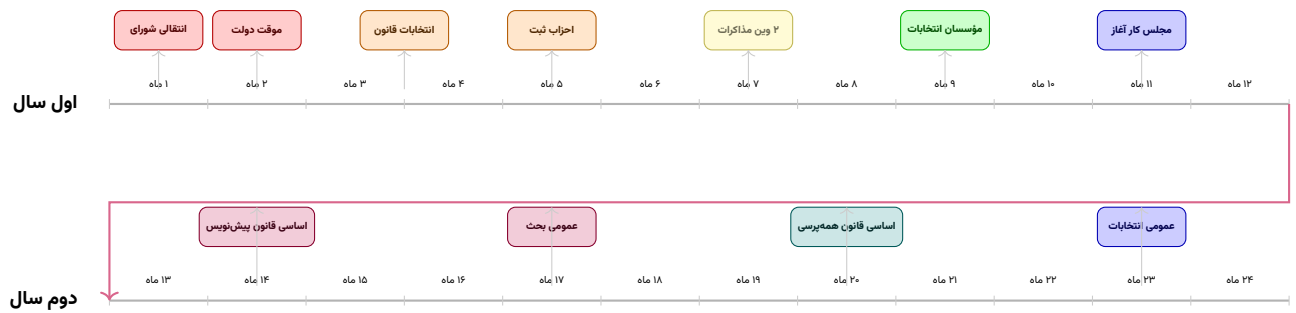 انتقالی شورای
موقت دولت
انتخابات قانون
احزاب ثبت
۲ وین مذاکرات
مؤسسان انتخابات
مجلس کار آغاز
۱ ماه
۲ ماه
۳ ماه
۴ ماه
۵ ماه
۶ ماه
۷ ماه
۸ ماه
۹ ماه
۱۰ ماه
۱۱ ماه
۱۲ ماه
اول سال
اساسی قانون پیش‌نویس
عمومی بحث
اساسی قانون همه‌پرسی
عمومی انتخابات
۱۳ ماه
۱۴ ماه
۱۵ ماه
۱۶ ماه
۱۷ ماه
۱۸ ماه
۱۹ ماه
۲۰ ماه
۲۱ ماه
۲۲ ماه
۲۳ ماه
۲۴ ماه
دوم سال